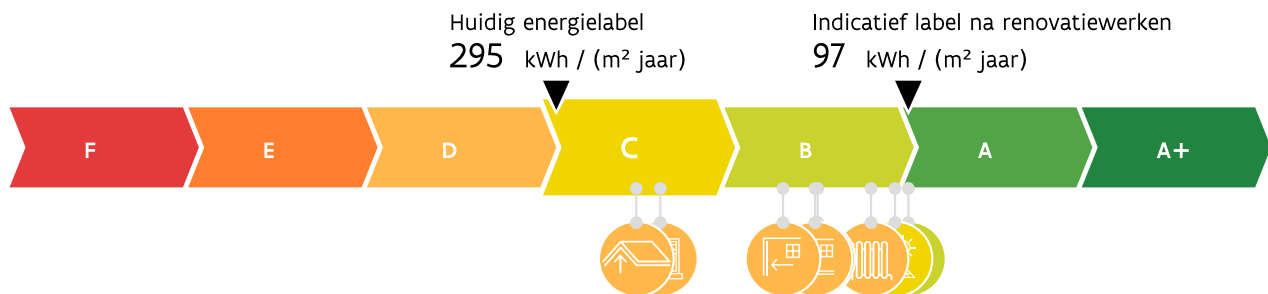 Huidig energielabel
295 kWh / (m² jaar)
Indicatief label na renovatiewerken
97 kWh / (m² jaar)
F E D C B A A+